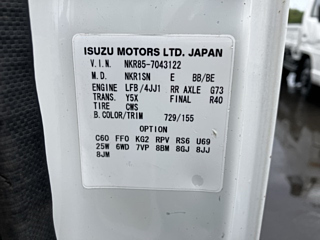 ISUZU MOTORS LTD. JAPAN
V.I.N. NKR85-7043122
M.D. NKR1SN E BB/BE
ENGINE LFB/4JJ1 RR AXLE G73
TRANS. Y5X FINAL R40
TIRE CWS
B.COLOR/TRIM 729/155
OPTION
C60 FF0 KG2 RPV RS6 U69
25W 6WD 7VP 8BM 8GJ 8JJ
8JM